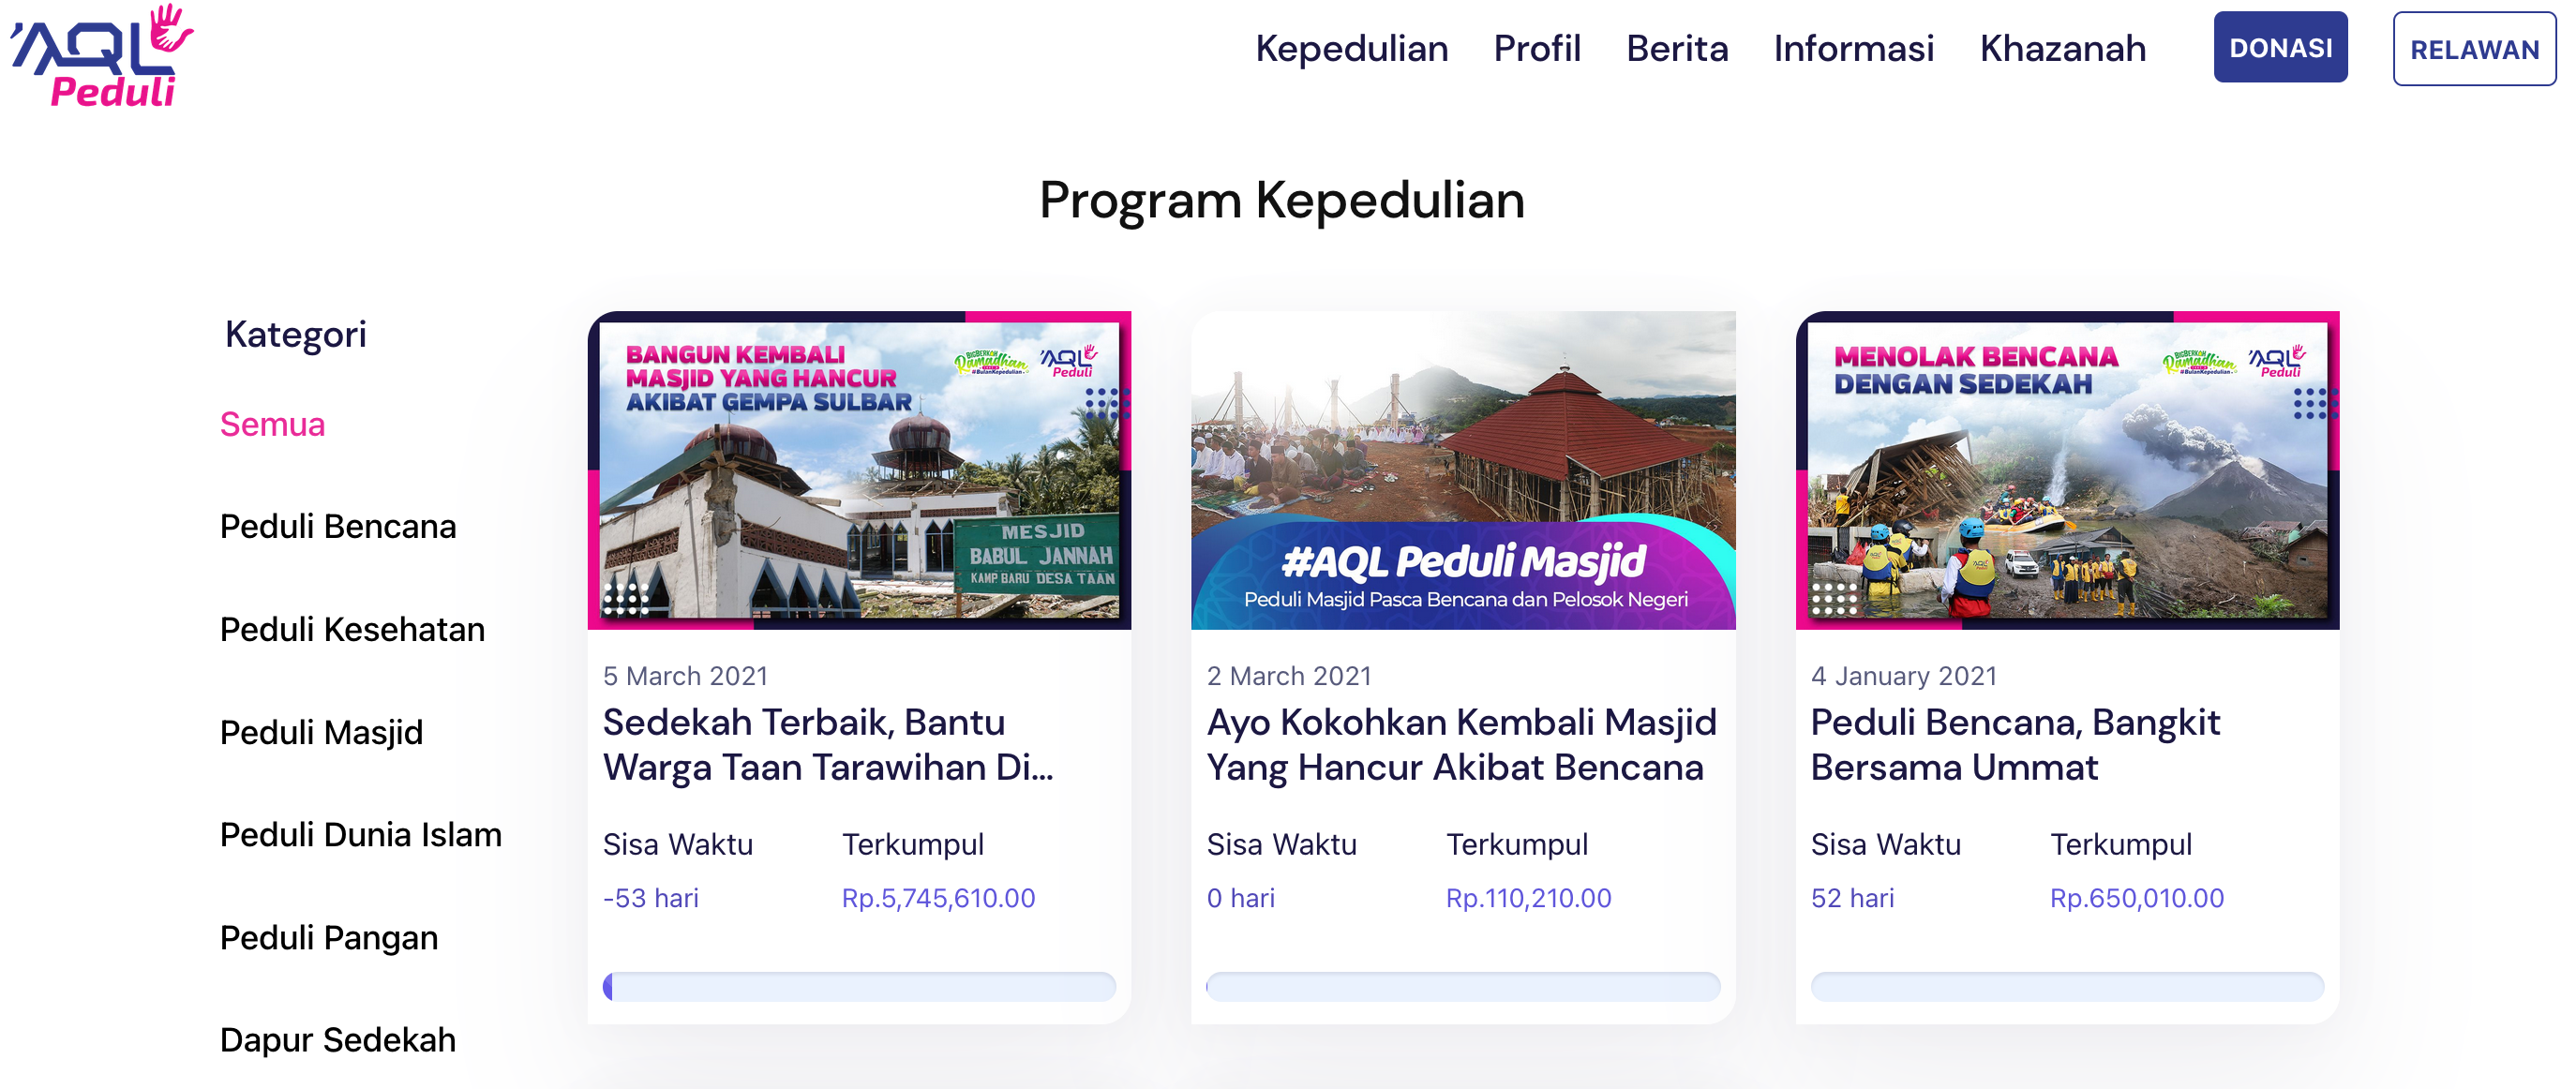 'AQL
Peduli
Kepedulian
Profil
Berita
Informasi
Khazanah
DONASI
RELAWAN
Program Kepedulian
Kategori
Semua
Peduli Bencana
Peduli Kesehatan
Peduli Masjid
Peduli Dunia Islam
Peduli Pangan
Dapur Sedekah
BANGUN KEMBALI
MASJID YANG HANCUR
AKIBAT GEMPA SULBAR
BIGBERKAH
Ramadhan
#BulanKepedulian
'AQL
Peduli
MESJID
BABUL JANNAH
KAMP BARU DESA TAAN
5 March 2021
Sedekah Terbaik, Bantu
Warga Taan Tarawihan Di...
Sisa Waktu
Terkumpul
-53 hari
Rp.5,745,610.00
#AQL Peduli Masjid
Peduli Masjid Pasca Bencana dan Pelosok Negeri
2 March 2021
Ayo Kokohkan Kembali Masjid
Yang Hancur Akibat Bencana
Sisa Waktu
Terkumpul
0 hari
Rp.110,210.00
MENOLAK BENCANA
DENGAN SEDEKAH
BIGBERKAH
Ramadhan
#BulanKepedulian
'AQL
Peduli
4 January 2021
Peduli Bencana, Bangkit
Bersama Ummat
Sisa Waktu
Terkumpul
52 hari
Rp.650,010.00